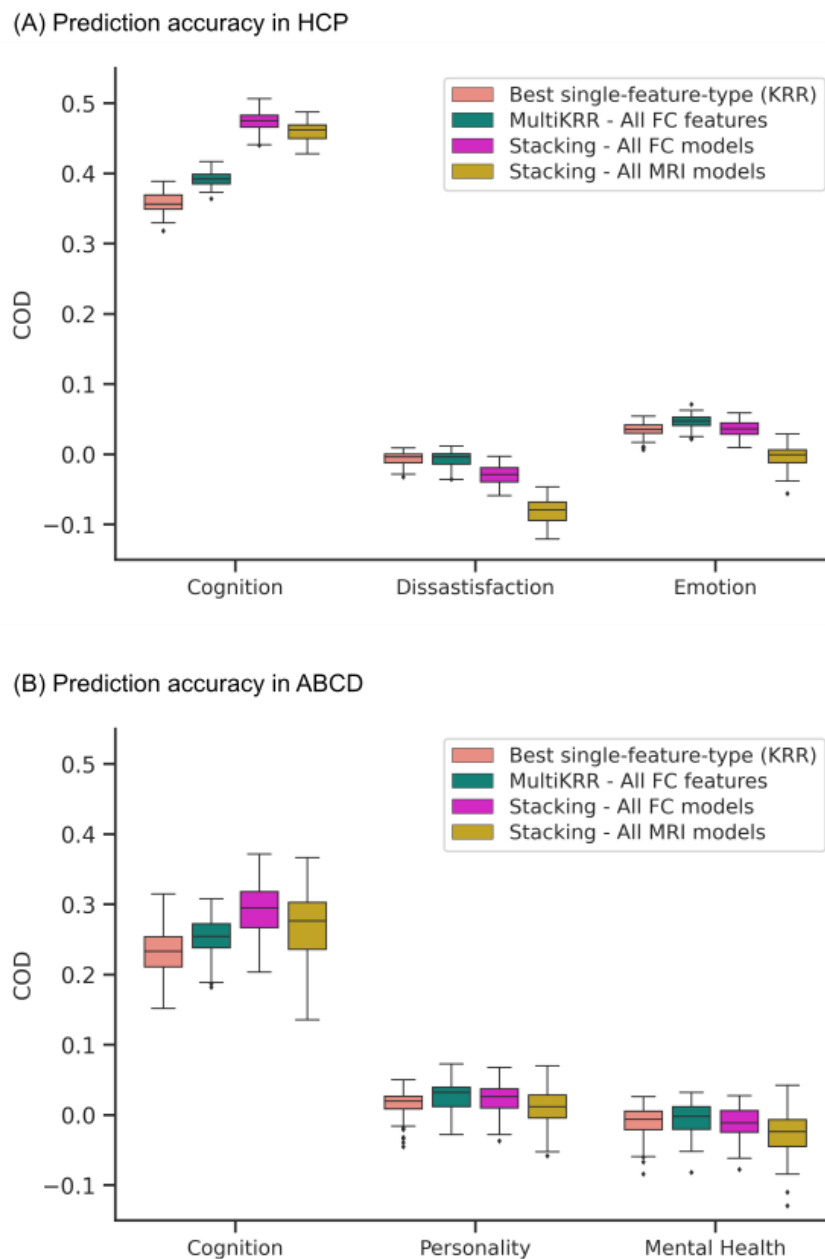 (A) Prediction accuracy in HCP
Best single-feature-type (KRR)
MultiKRR - All FC features
Stacking - All FC models
Stacking - All MRI models
0.5
0.4
0.3
0.2
0.1
0.0
−0.1
COD
Cognition
Dissastisfaction
Emotion
(B) Prediction accuracy in ABCD
Best single-feature-type (KRR)
MultiKRR - All FC features
Stacking - All FC models
Stacking - All MRI models
0.5
0.4
0.3
0.2
0.1
0.0
−0.1
COD
Cognition
Personality
Mental Health